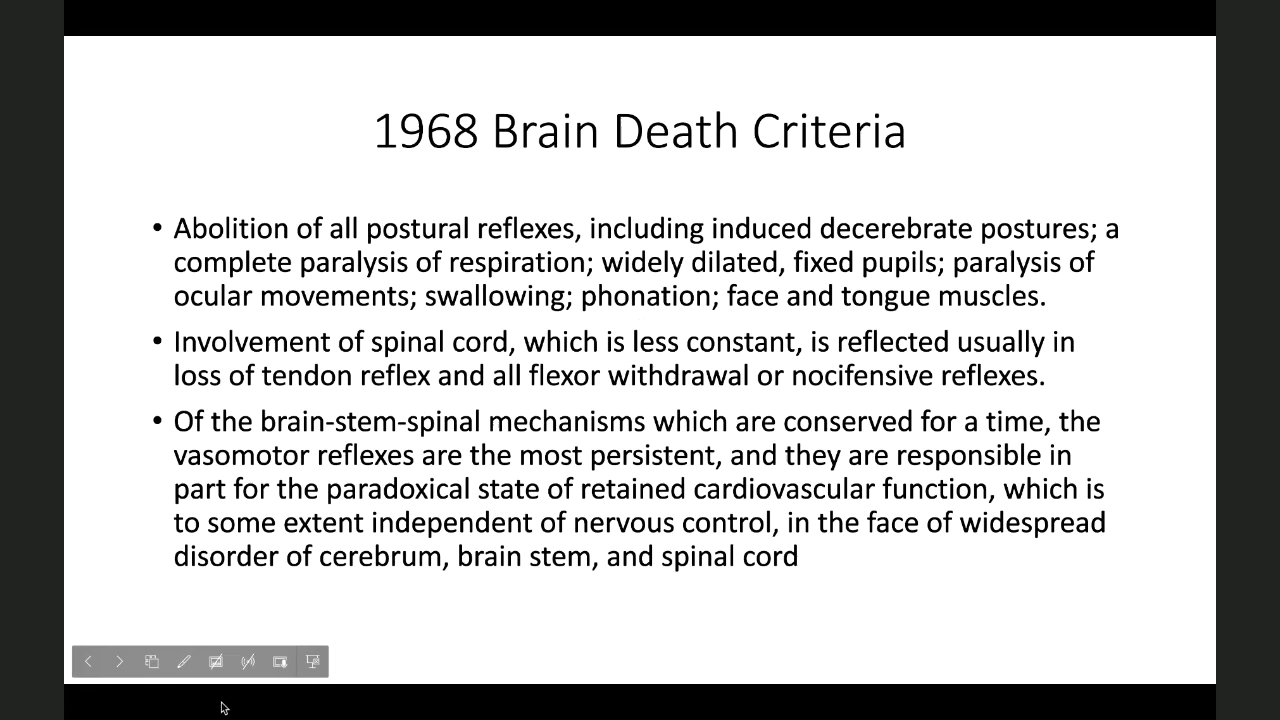 1968 Brain Death Criteria
• Abolition of all postural reflexes, including induced decerebrate postures; a
complete paralysis of respiration; widely dilated, fixed pupils; paralysis of
ocular movements; swallowing; phonation; face and tongue muscles.
• Involvement of spinal cord, which is less constant, is reflected usually in
loss of tendon reflex and all flexor withdrawal or nocifensive reflexes.
• Of the brain-stem-spinal mechanisms which are conserved for a time, the
vasomotor reflexes are the most persistent, and they are responsible in
part for the paradoxical state of retained cardiovascular function, which is
to some extent independent of nervous control, in the face of widespread
disorder of cerebrum, brain stem, and spinal cord